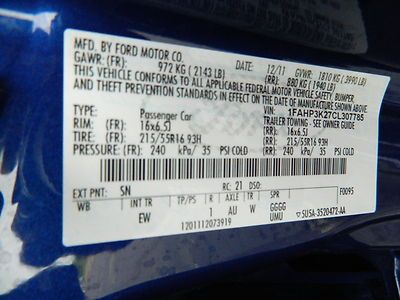 MFD. BY FORD MOTOR CO.
DATE: 12/11 GVWR: 1810 KG ( 3990 LB)
GAWR: (FR): 972 KG ( 2143 LB) (RR): 880 KG ( 1940 LB)
THIS VEHICLE CONFORMS TO ALL APPLICABLE FEDERAL MOTOR VEHICLE SAFETY, BUMPER
AND THEFT PREVENTION STANDARDS IN EFFECT ON THE DATE OF MANUFACTURE SHOWN ABOVE.
VIN: 1FAHP3K27CL307785
TYPE: Passenger Car TRAILER TOWING - SEE OWNER GUIDE
RIM: (FR): 16x6.5J (RR): 16x6.5J
TIRE: 215/55R16 93H 215/55R16 93H
PRESSURE: (FR): 240 kPa/ 35 PSI COLD (RR): 240 kPa/ 35 PSI COLD
EXT PNT: SN RC: 21 DSO: F0095
WB INT TR TP/PS R AXLE TR SPR
EW 1 AU W GGGG
1201112073919 UMU 5U5A-3520472-AA